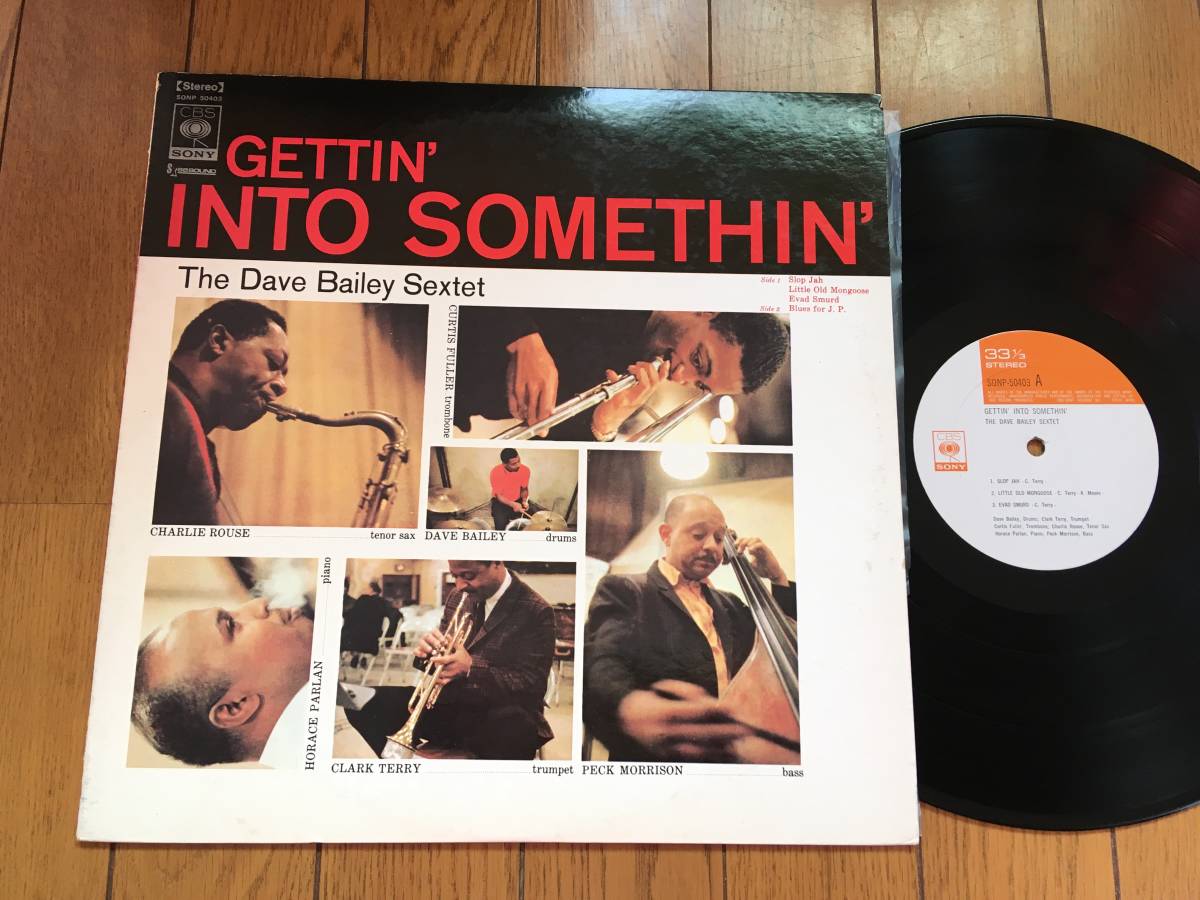 【Stereo】
SONP 50403
CBS
SONY
GETTIN'
INTO SOMETHIN'
The Dave Bailey Sextet
Side 1 Slop Jah
Little Old Mongoose
Evad Smurd
Side 2 Blues for J. P.
CURTIS FULLER trombone
CHARLIE ROUSE tenor sax
DAVE BAILEY drums
HORACE PARLAN piano
CLARK TERRY trumpet
PECK MORRISON bass
33⅓
STEREO
SONP-50403 A
GETTIN' INTO SOMETHIN'
THE DAVE BAILEY SEXTET
CBS
SONY
1. SLOP JAH -C. Terry-
2. LITTLE OLD MONGOOSE -C. Terry-
3. EVAD SMURD -C. Terry-
Dave Bailey, Drums; Clark Terry, Trumpet
Curtis Fuller, Trombone; Charlie Rouse, Tenor Sax
Horace Parlan, Piano; Peck Morrison, Bass